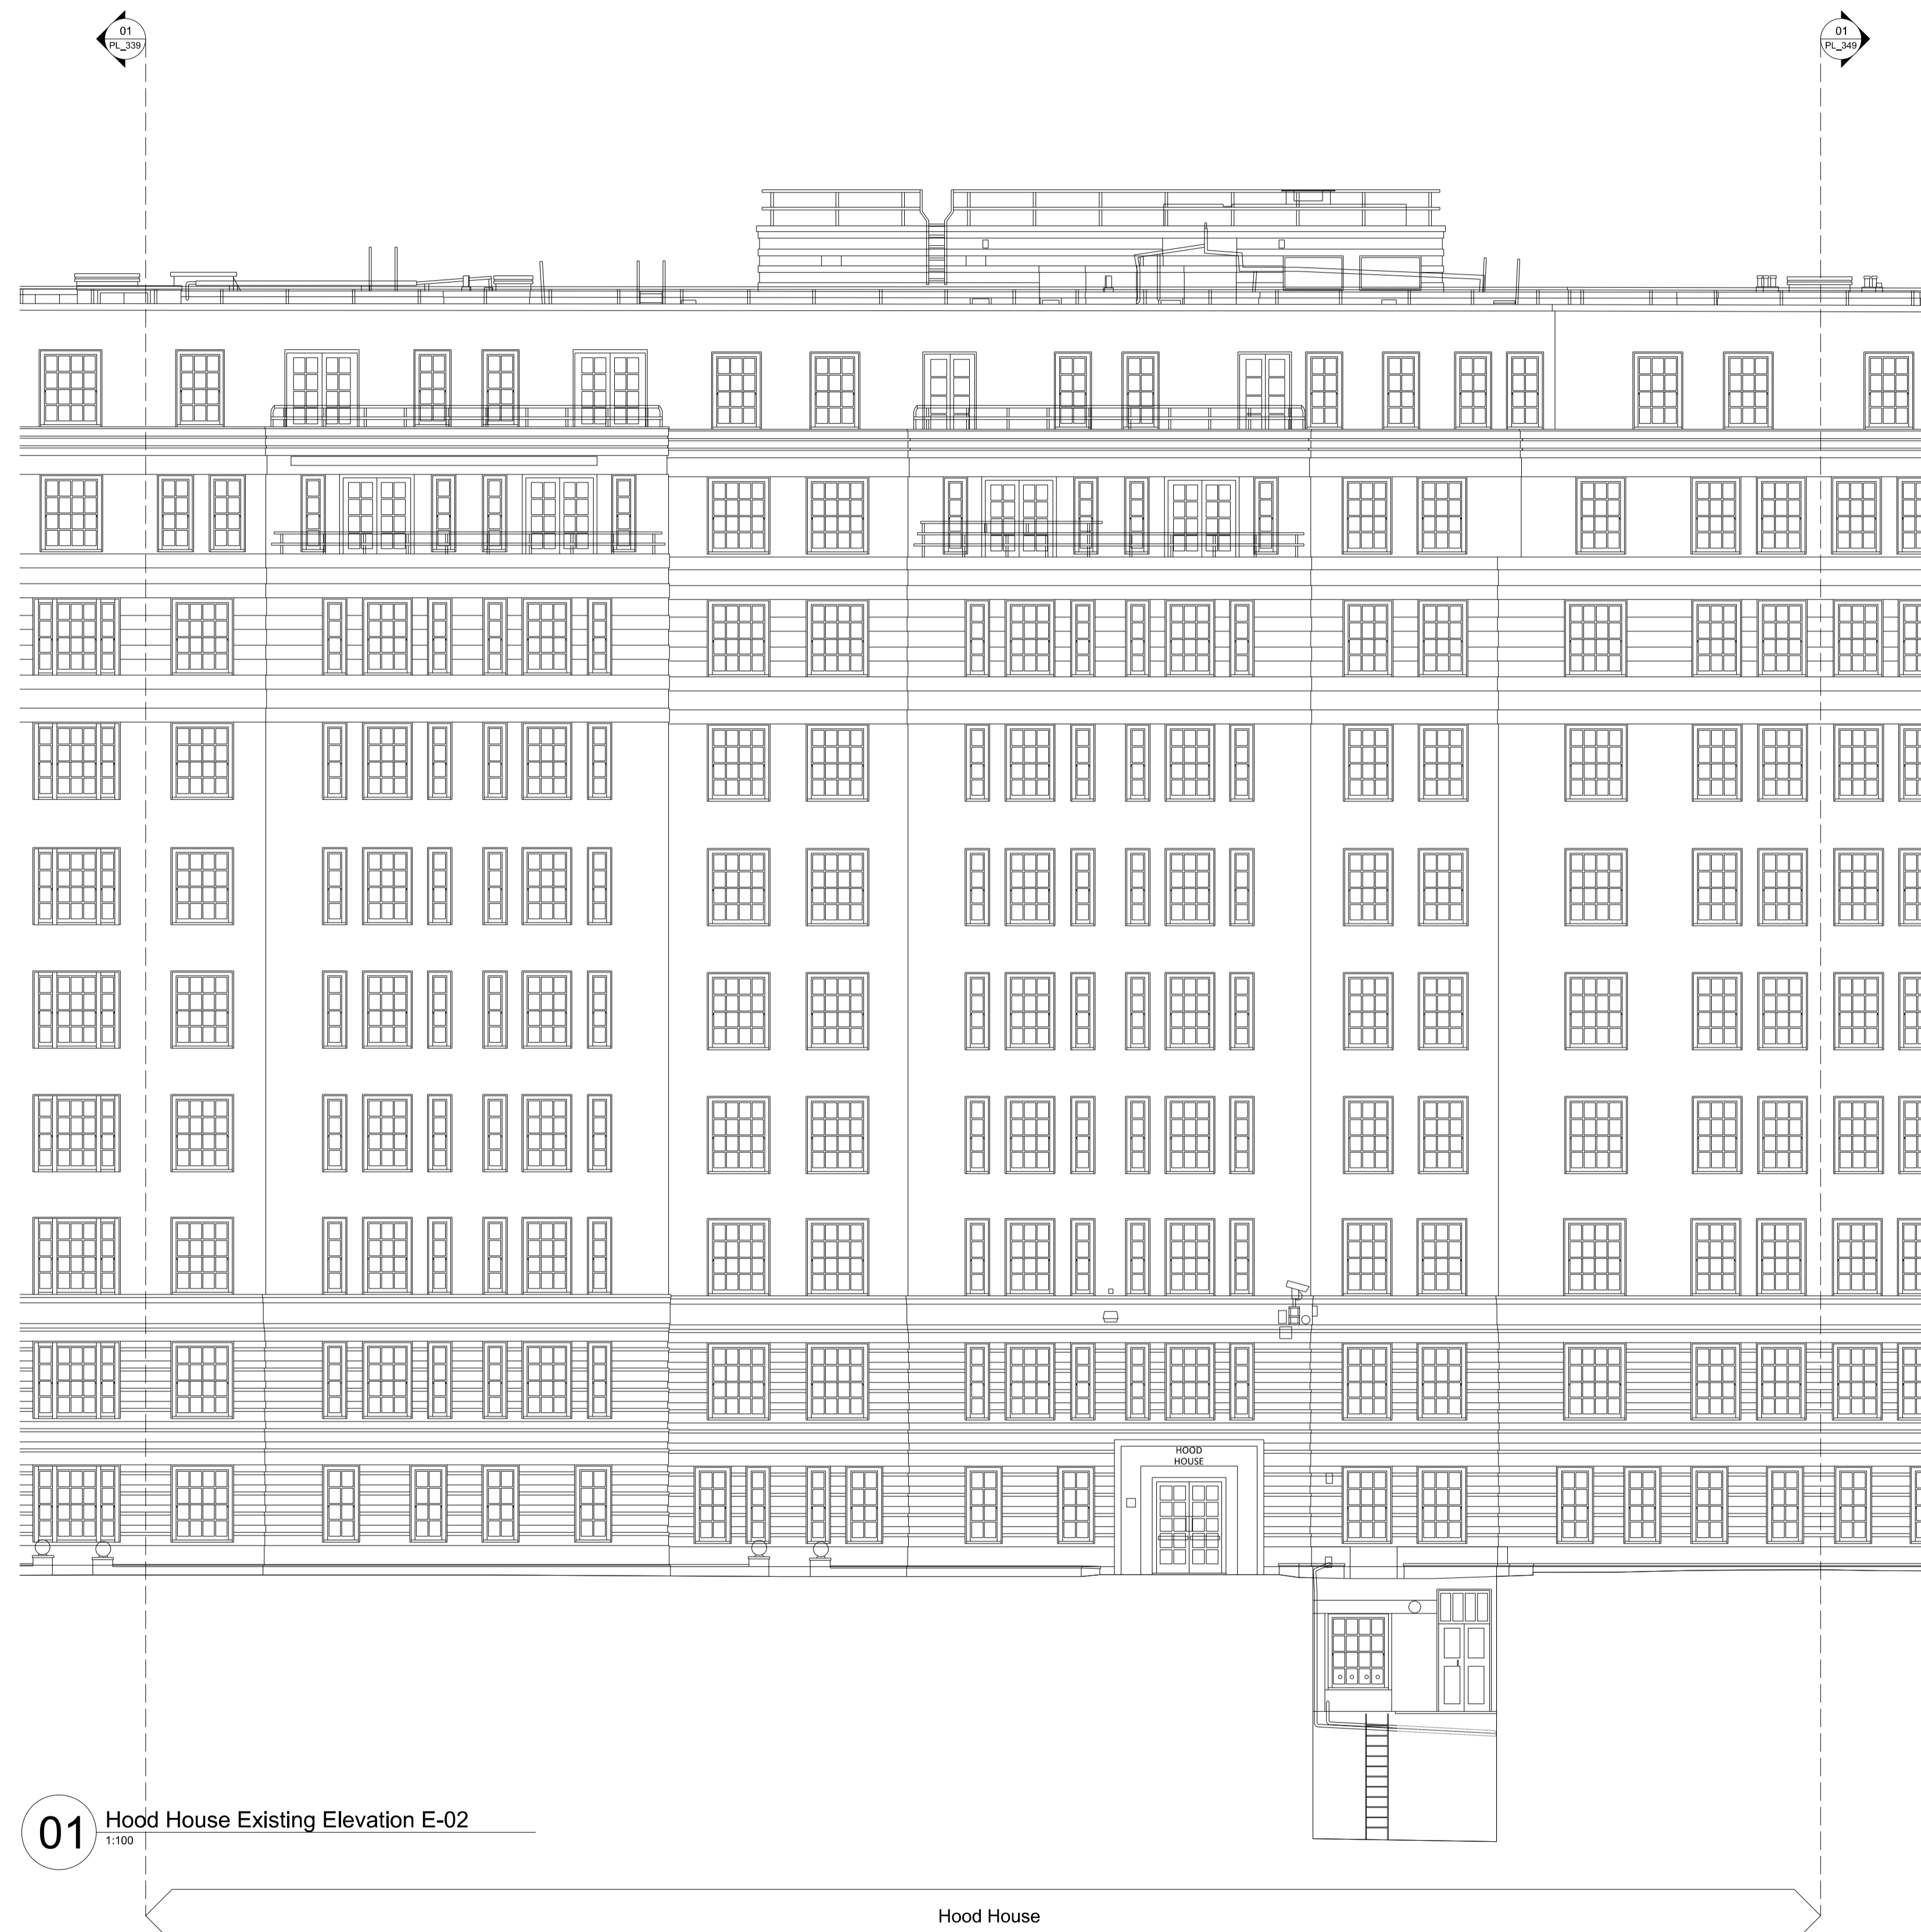 01
PL_339
01
PL_349
HOOD
HOUSE
01
Hood House Existing Elevation E-02
1:100
Hood House